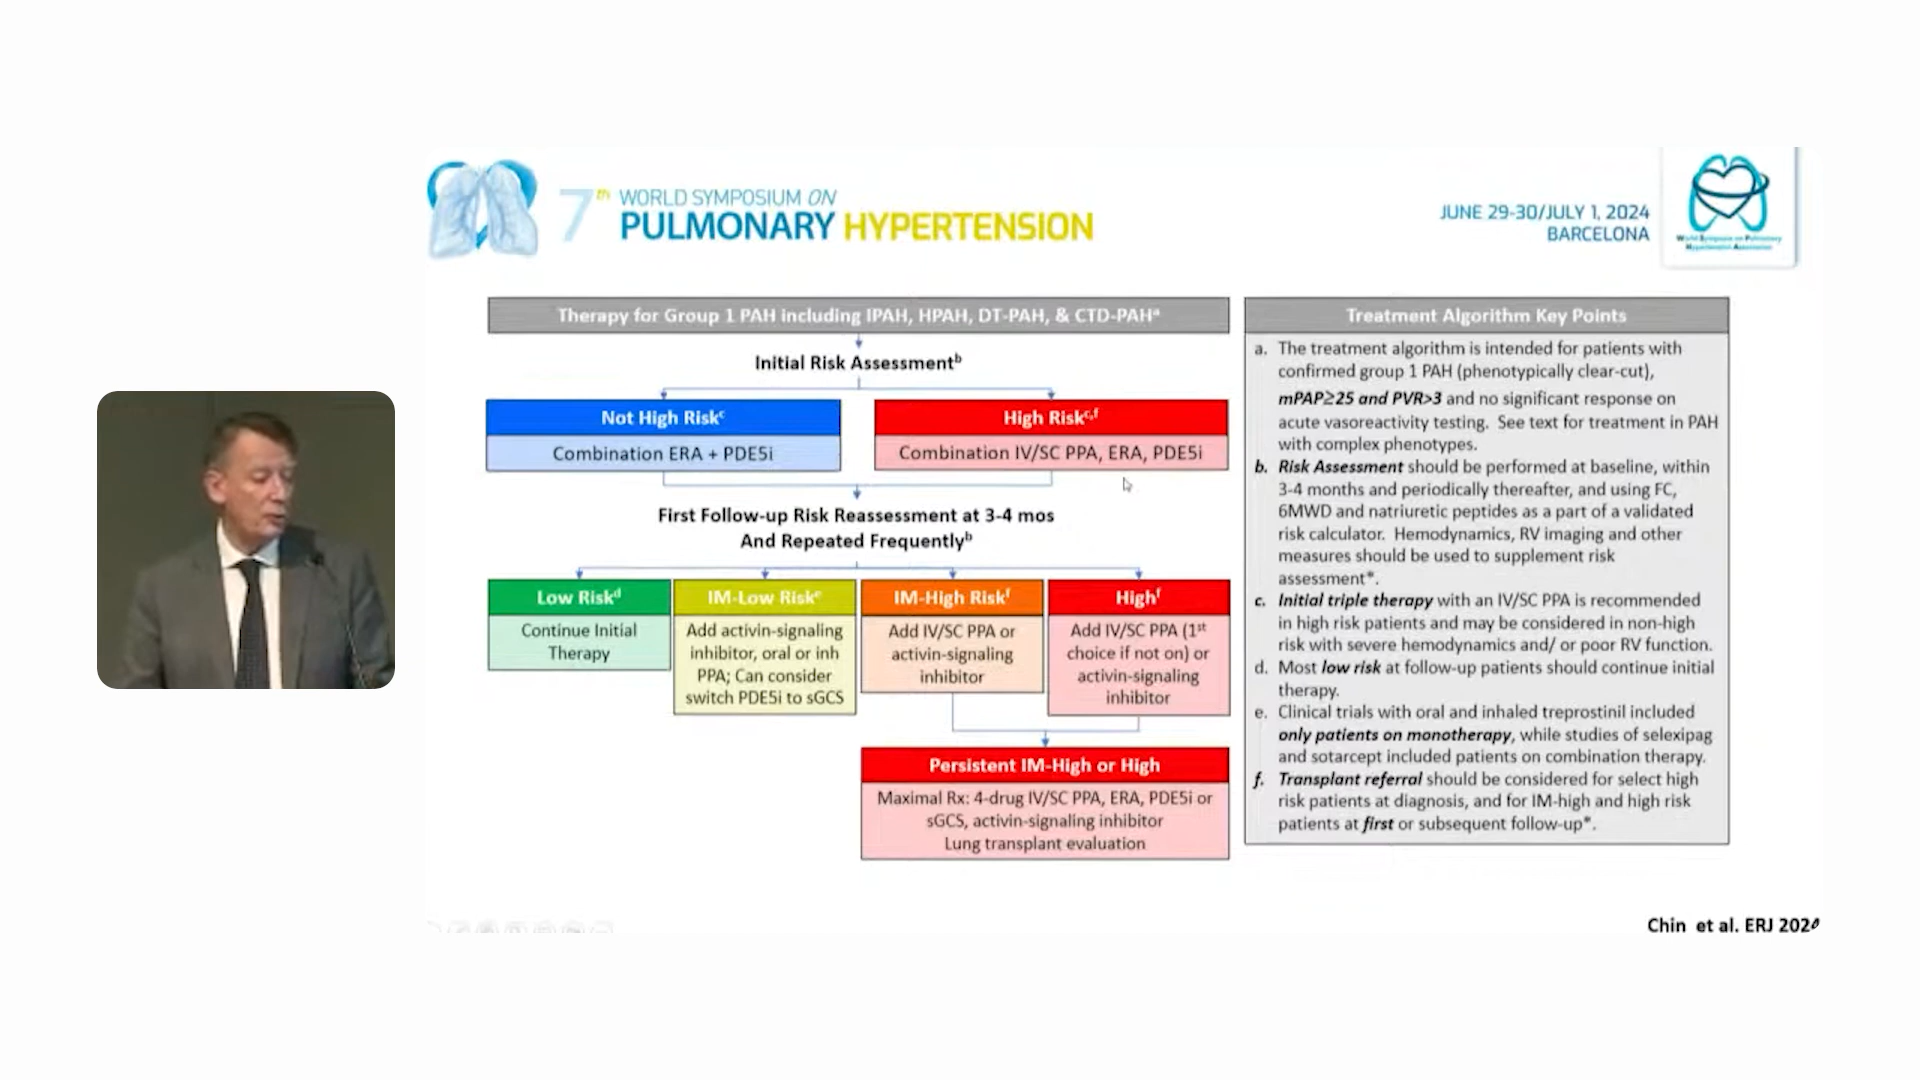 7th WORLD SYMPOSIUM ON
PULMONARY HYPERTENSION
JUNE 29-30/JULY 1, 2024
BARCELONA
World Symposium on Pulmonary
Hypertension Association
Therapy for Group 1 PAH including IPAH, HPAH, DT-PAH, & CTD-PAHa
Initial Risk Assessmentb
Not High Riskc
Combination ERA + PDE5i
High Riskc,f
Combination IV/SC PPA, ERA, PDE5i
First Follow-up Risk Reassessment at 3-4 mos
And Repeated Frequentlyb
Low Riskd
Continue Initial
Therapy
IM-Low Riske
Add activin-signaling
inhibitor, oral or inh
PPA; Can consider
switch PDE5i to sGCS
IM-High Riskf
Add IV/SC PPA or
activin-signaling
inhibitor
Highf
Add IV/SC PPA (1st
choice if not on) or
activin-signaling
inhibitor
Persistent IM-High or High
Maximal Rx: 4-drug IV/SC PPA, ERA, PDE5i or
sGCS, activin-signaling inhibitor
Lung transplant evaluation
Treatment Algorithm Key Points
a. The treatment algorithm is intended for patients with
confirmed group 1 PAH (phenotypically clear-cut),
mPAP≥25 and PVR>3 and no significant response on
acute vasoreactivity testing. See text for treatment in PAH
with complex phenotypes.
b. Risk Assessment should be performed at baseline, within
3-4 months and periodically thereafter, and using FC,
6MWD and natriuretic peptides as a part of a validated
risk calculator. Hemodynamics, RV imaging and other
measures should be used to supplement risk
assessment*.
c. Initial triple therapy with an IV/SC PPA is recommended
in high risk patients and may be considered in non-high
risk with severe hemodynamics and/ or poor RV function.
d. Most low risk at follow-up patients should continue initial
therapy.
e. Clinical trials with oral and inhaled treprostinil included
only patients on monotherapy, while studies of selexipag
and sotarcept included patients on combination therapy.
f. Transplant referral should be considered for select high
risk patients at diagnosis, and for IM-high and high risk
patients at first or subsequent follow-up*.
Chin et al. ERJ 2024